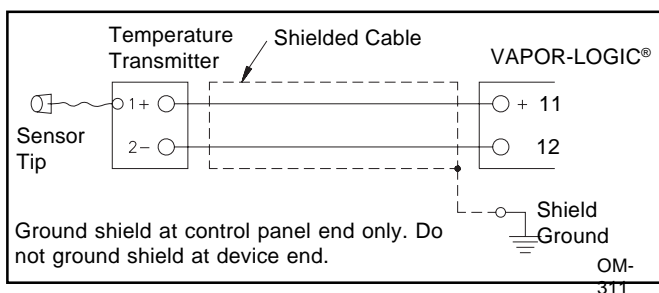 Temperature
Transmitter
Shielded Cable
VAPOR-LOGIC®
1+
+ 11
Sensor
Tip
2−
12
Shield
Ground
Ground shield at control panel end only. Do
not ground shield at device end.
OM-
311